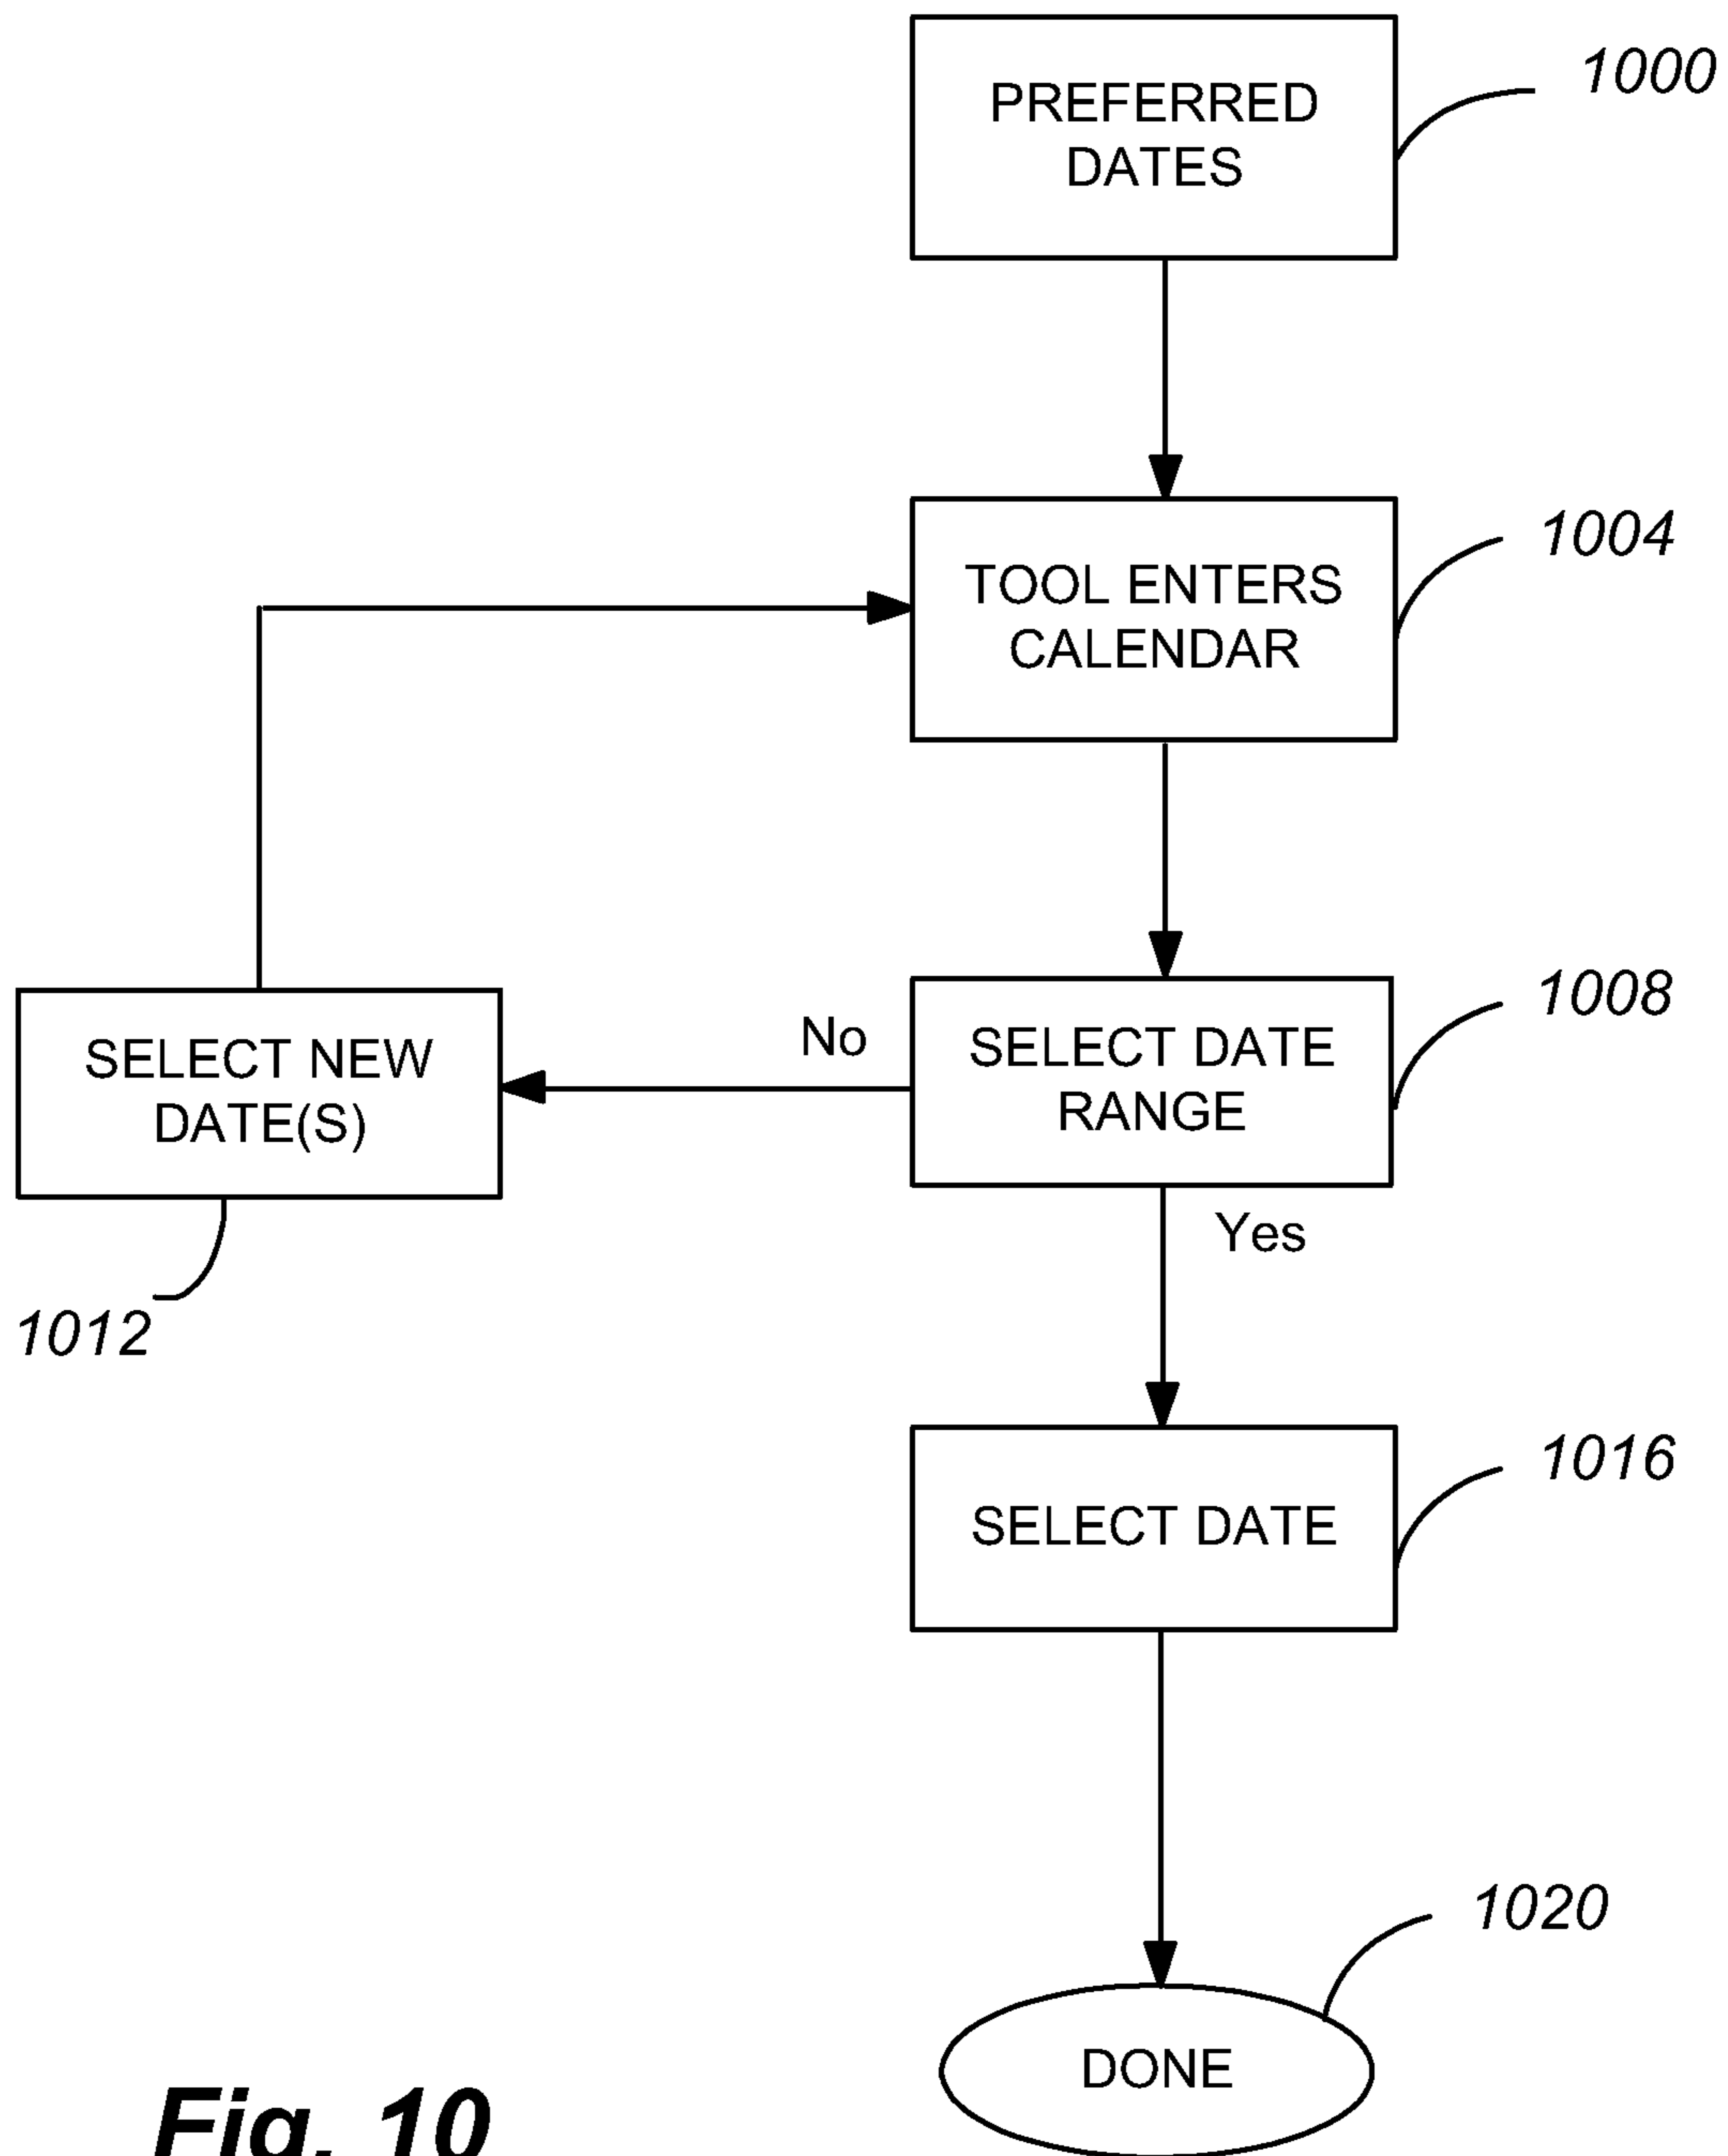 PREFERRED
DATES
1000
TOOL ENTERS
CALENDAR
1004
SELECT DATE
RANGE
1008
No
SELECT NEW
DATE(S)
1012
Yes
SELECT DATE
1016
DONE
1020
Fig. 10